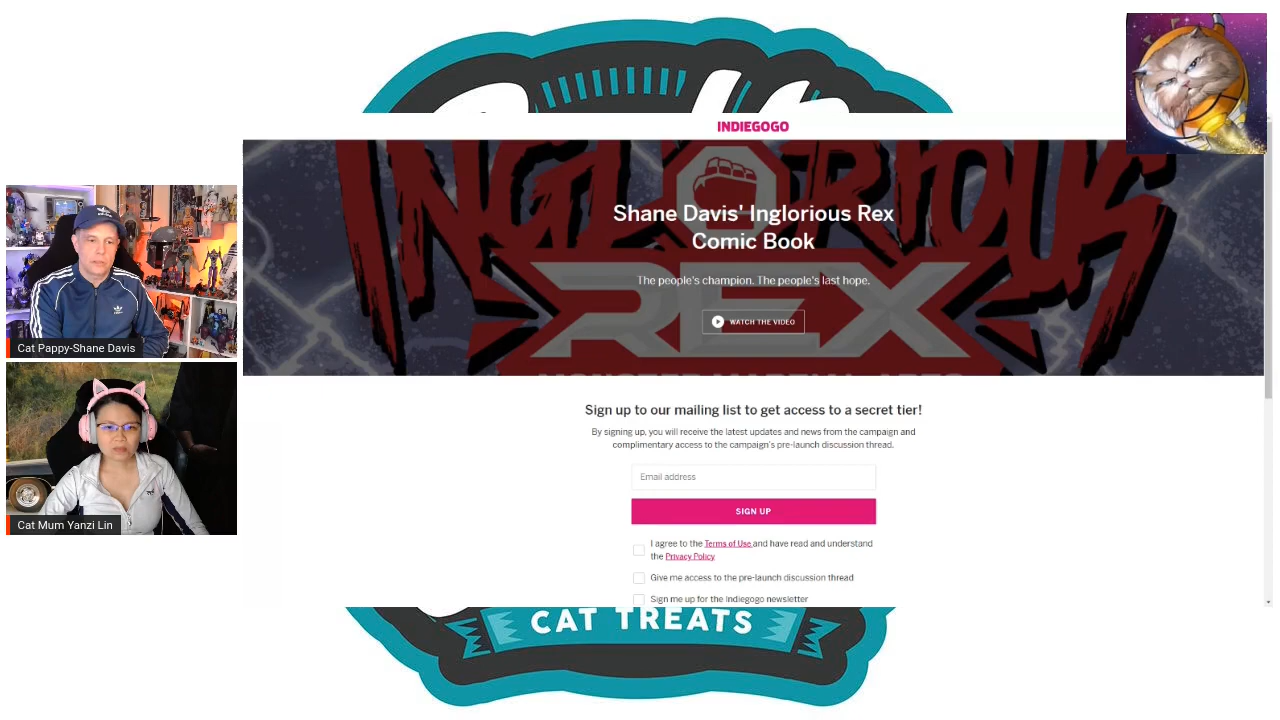 INDIEGOGO
INGLORIOUS
REX
MONSTER MARTIAL ARTS
Shane Davis' Inglorious Rex
Comic Book
The people's champion. The people's last hope.
WATCH THE VIDEO
Cat Pappy-Shane Davis
Cat Mum Yanzi Lin
Sign up to our mailing list to get access to a secret tier!
By signing up, you will receive the latest updates and news from the campaign and
complimentary access to the campaign's pre-launch discussion thread.
Email address
SIGN UP
I agree to the Terms of Use and have read and understand
the Privacy Policy
Give me access to the pre-launch discussion thread
Sign me up for the Indiegogo newsletter
CAT TREATS